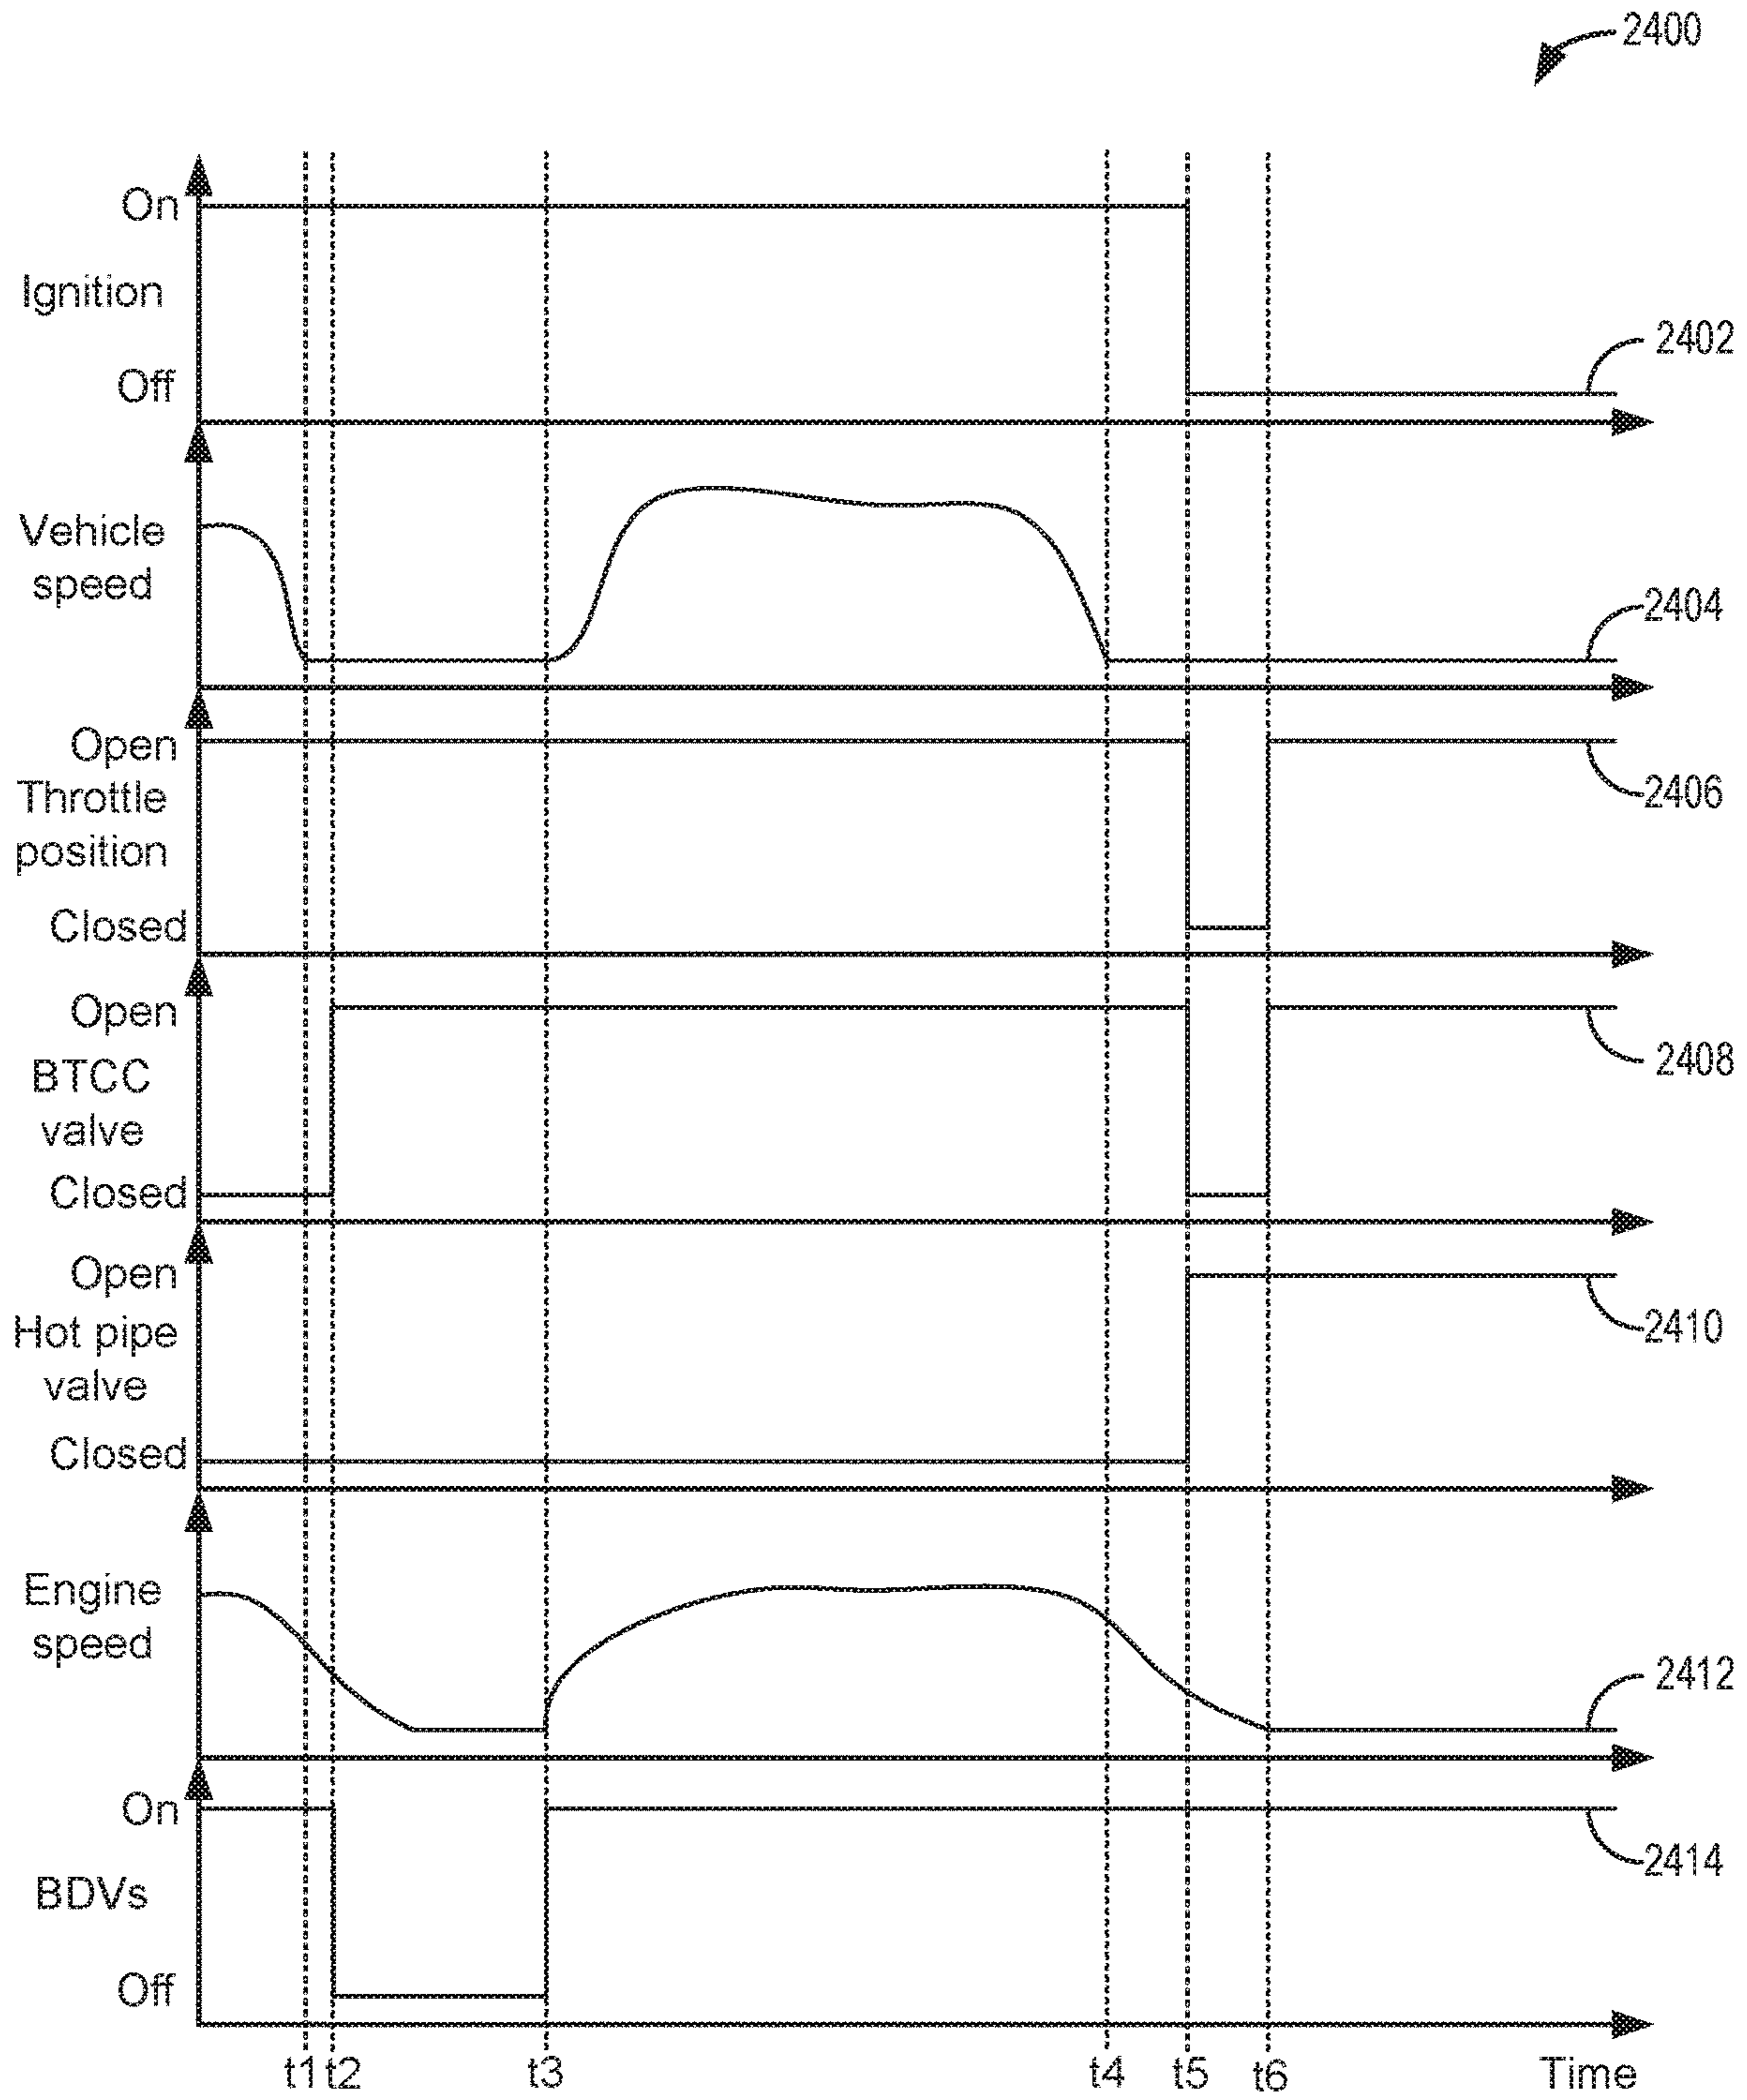 2400
On
Ignition
Off
2402
Vehicle
speed
2404
Open
Throttle
position
Closed
2406
Open
BTCC
valve
Closed
2408
Open
Hot pipe
valve
Closed
2410
Engine
speed
2412
On
BDVs
Off
2414
t1 t2 t3 t4 t5 t6 Time